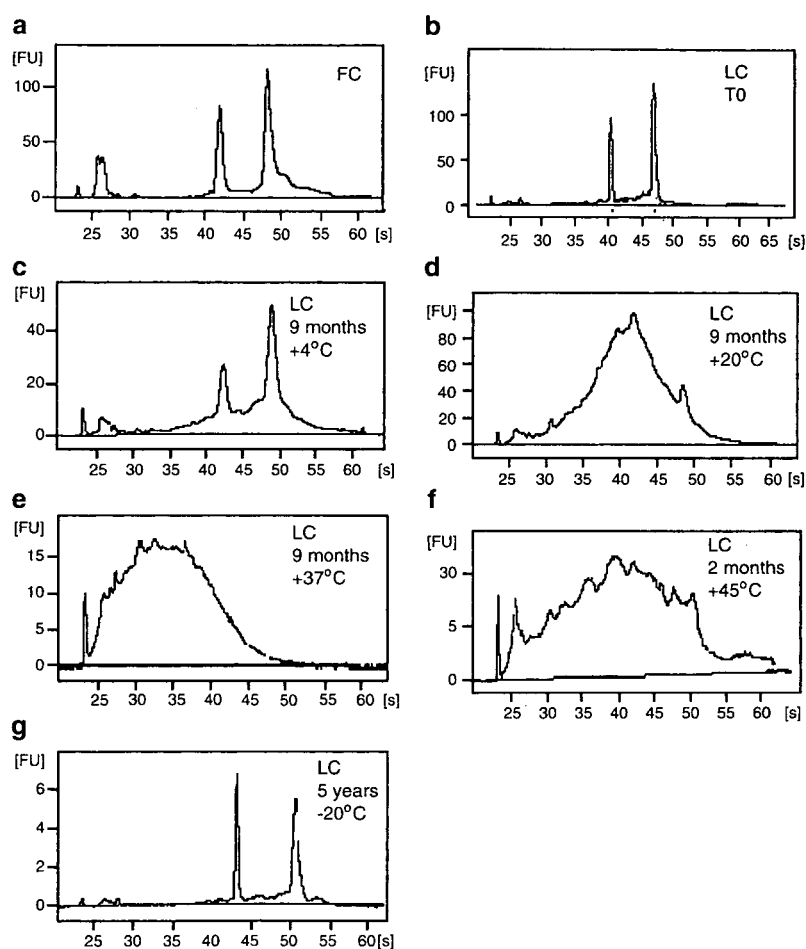 a
[FU]
FC
100
50
0
25 30 35 40 45 50 55 60 [s]
b
[FU]
LC
T0
100
50
0
25 30 35 40 45 50 55 60 65 [s]
c
[FU]
LC
9 months
+4°C
40
20
0
25 30 35 40 45 50 55 60 [s]
d
[FU]
LC
9 months
+20°C
80
60
40
20
0
25 30 35 40 45 50 55 60 [s]
e
[FU]
LC
9 months
+37°C
15
10
5
0
25 30 35 40 45 50 55 60 [s]
f
[FU]
LC
2 months
+45°C
30
5
0
25 30 35 40 45 50 55 60 [s]
g
[FU]
LC
5 years
-20°C
6
4
2
0
25 30 35 40 45 50 55 60 [s]